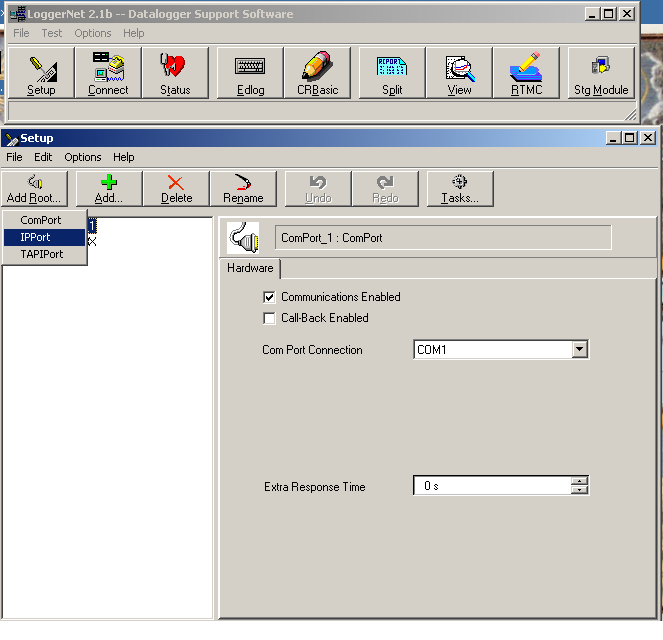 LoggerNet 2.1b -- Datalogger Support Software
File Test Options Help
Setup Connect Status Edlog CRBasic Split View RTMC Stg Module
REPORT
Setup
File Edit Options Help
Add Root... Add... Delete Rename Undo Redo Tasks...
ComPort
IPPort
TAPIPort
1
ComPort_1 : ComPort
Hardware
Communications Enabled
Call-Back Enabled
Com Port Connection COM1
Extra Response Time 0 s